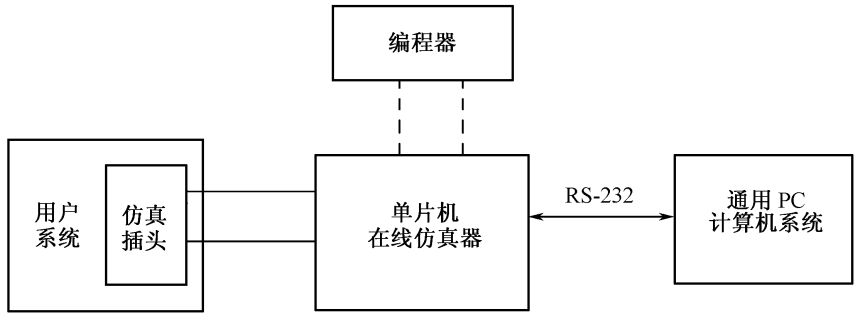 编程器
用户
系统
仿真
插头
单片机
在线仿真器
RS-232
通用 PC
计算机系统